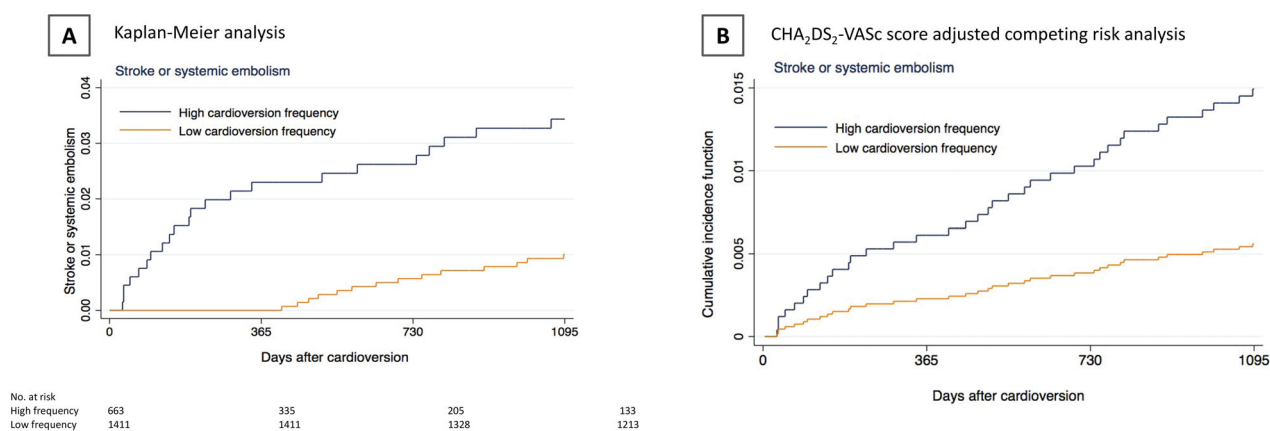 A
Kaplan-Meier analysis
Stroke or systemic embolism
Stroke or systemic embolism
0.04
0.03
0.02
0.01
0.00
High cardioversion frequency
Low cardioversion frequency
0 365 730 1095
Days after cardioversion
No. at risk
High frequency 663 335 205 133
Low frequency 1411 1411 1328 1213
B
CHA₂DS₂-VASc score adjusted competing risk analysis
Stroke or systemic embolism
Cumulative incidence function
0.015
0.01
0.005
0
High cardioversion frequency
Low cardioversion frequency
0 365 730 1095
Days after cardioversion